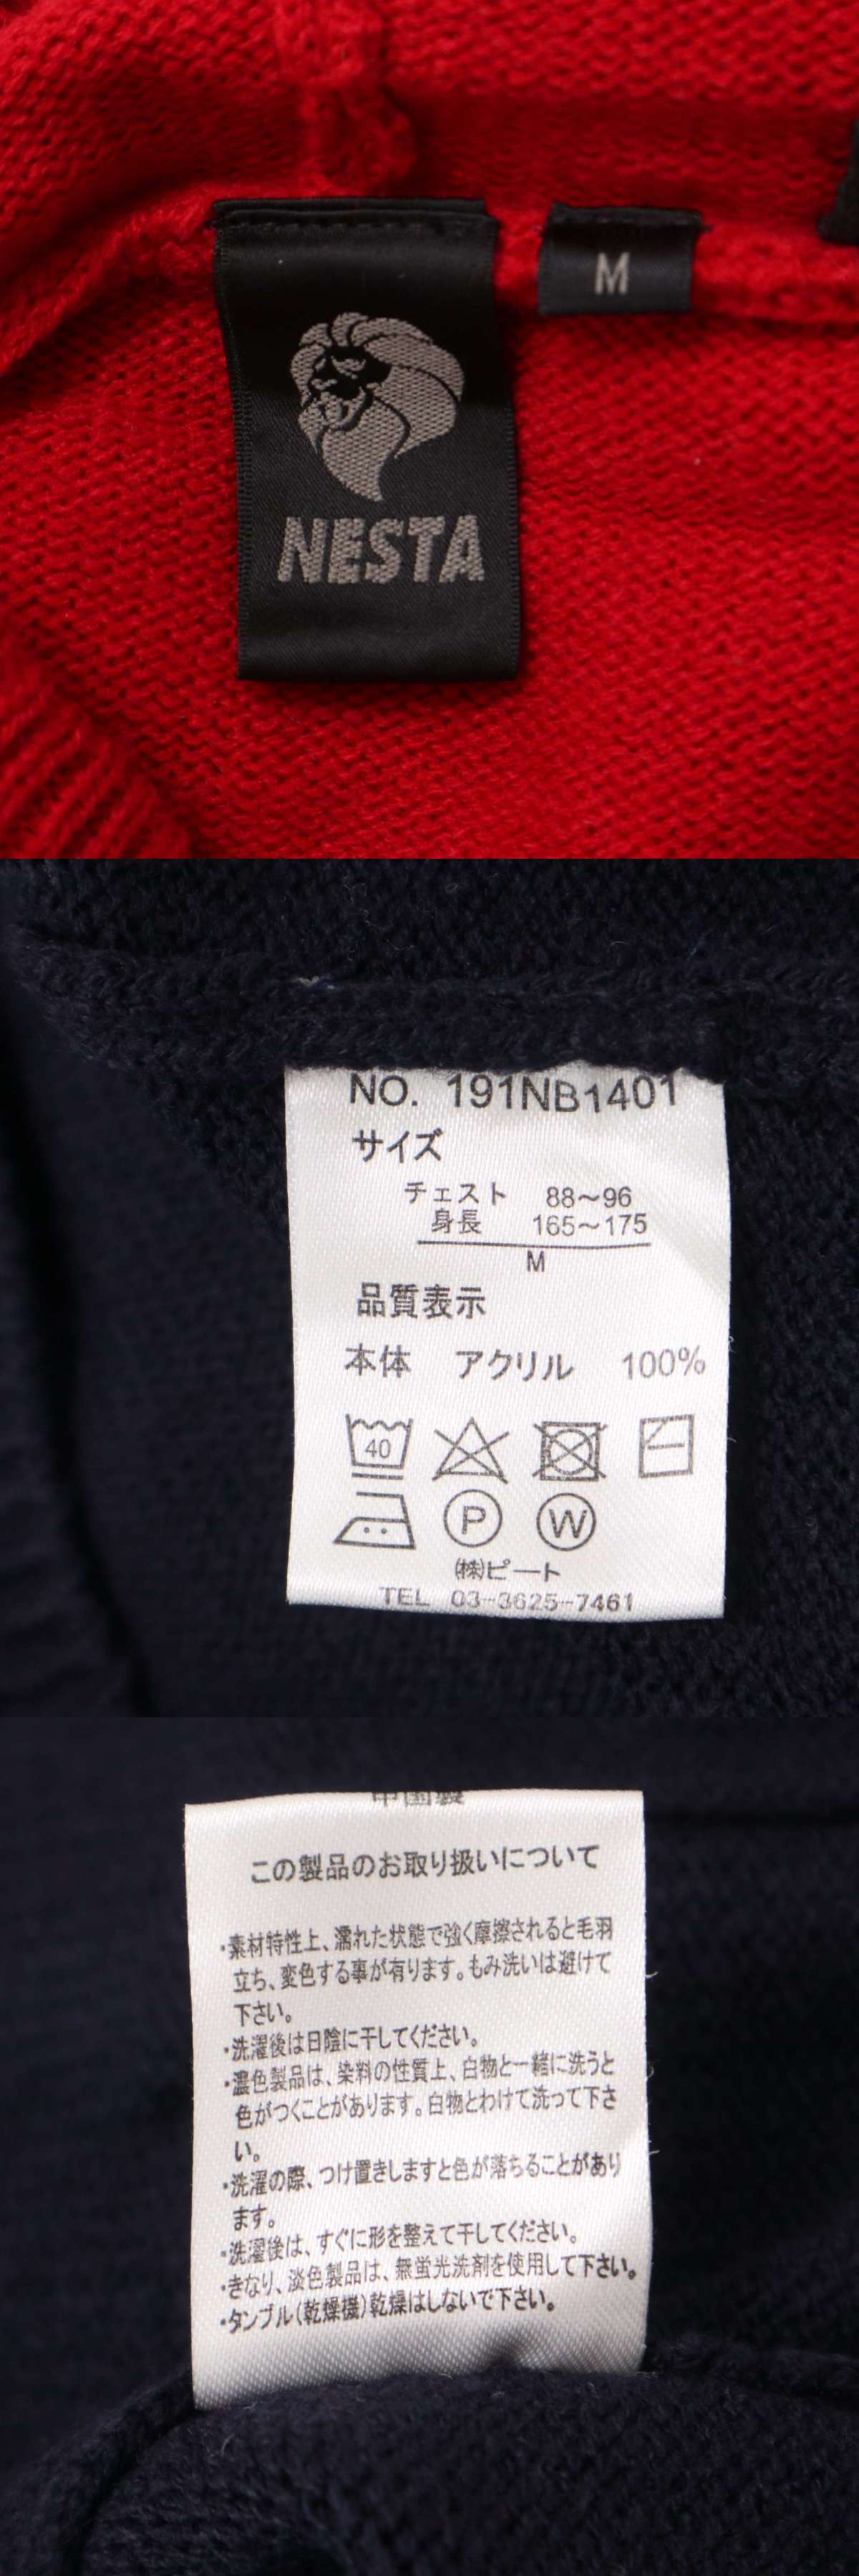 M
NESTA
NO. 191NB1401
サイズ
チェスト 88～96
身長 165～175
M
品質表示
本体 アクリル 100%
40
P W
㈱ピート
TEL 03-3625-7461
中国製
この製品のお取り扱いについて
・素材特性上、濡れた状態で強く摩擦されると毛羽
立ち、変色する事が有ります。もみ洗いは避けて
下さい。
・洗濯後は日陰に干してください。
・濃色製品は、染料の性質上、白物と一緒に洗うと
色がつくことがあります。白物とわけて洗って下さ
い。
・洗濯の際、つけ置きしますと色が落ちることがあり
ます。
・洗濯後は、すぐに形を整えて干してください。
・きなり、淡色製品は、無蛍光洗剤を使用して下さい。
・タンブル(乾燥機)乾燥はしないで下さい。